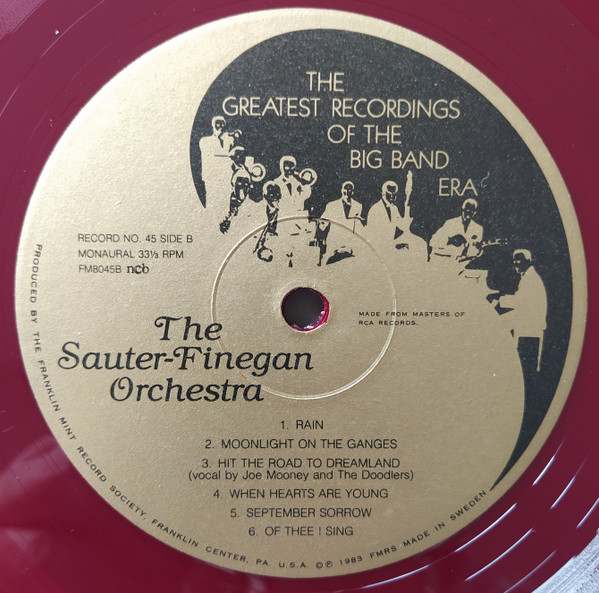 THE
GREATEST RECORDINGS
OF THE
BIG BAND
ERA
RECORD NO. 45 SIDE B
MONAURAL 33⅓ RPM
FM8045B ncb
MADE FROM MASTERS OF
RCA RECORDS.
The
Sauter-Finegan
Orchestra
1. RAIN
2. MOONLIGHT ON THE GANGES
3. HIT THE ROAD TO DREAMLAND
(vocal by Joe Mooney and The Doodlers)
4. WHEN HEARTS ARE YOUNG
5. SEPTEMBER SORROW
6. OF THEE I SING
PRODUCED BY THE FRANKLIN MINT RECORD SOCIETY, FRANKLIN CENTER, PA. U.S.A. ©℗ 1983 FMRS MADE IN SWEDEN